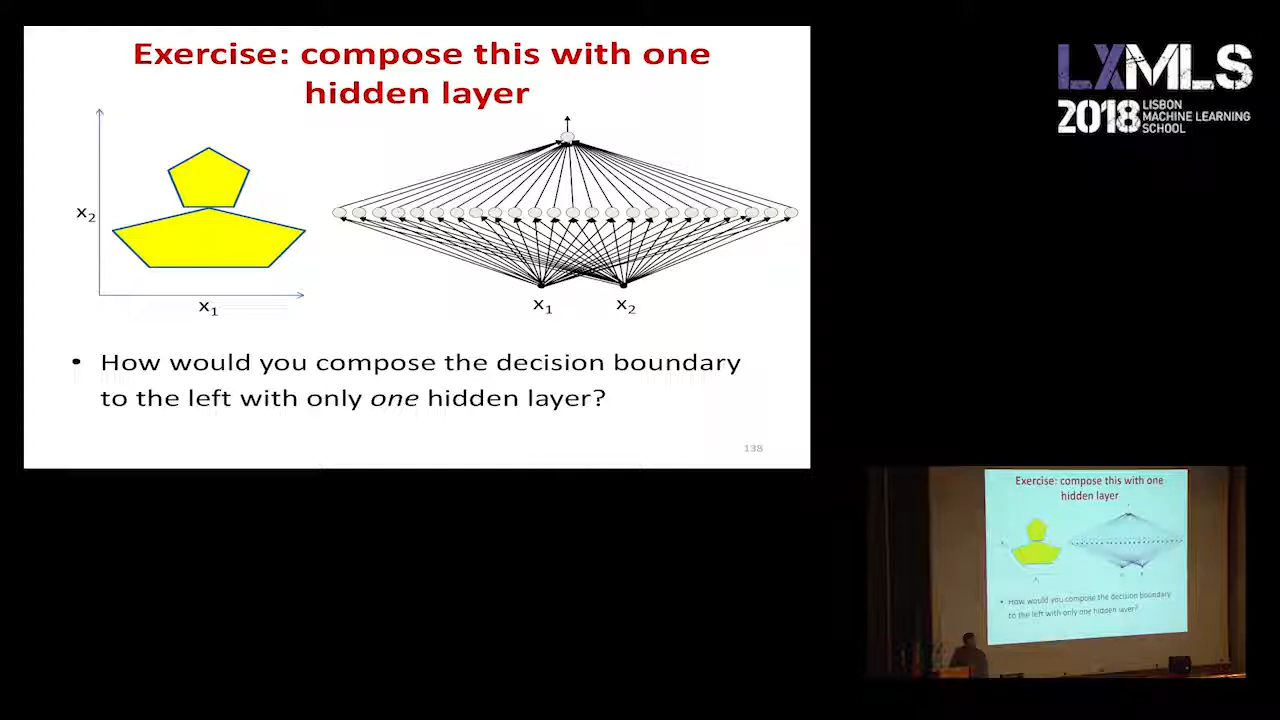 Exercise: compose this with one
hidden layer
x2
x1
x1
x2
• How would you compose the decision boundary
to the left with only one hidden layer?
138
LXMLS
2018 LISBON
MACHINE LEARNING
SCHOOL
Exercise: compose this with one
hidden layer
• How would you compose the decision boundary
to the left with only one hidden layer?